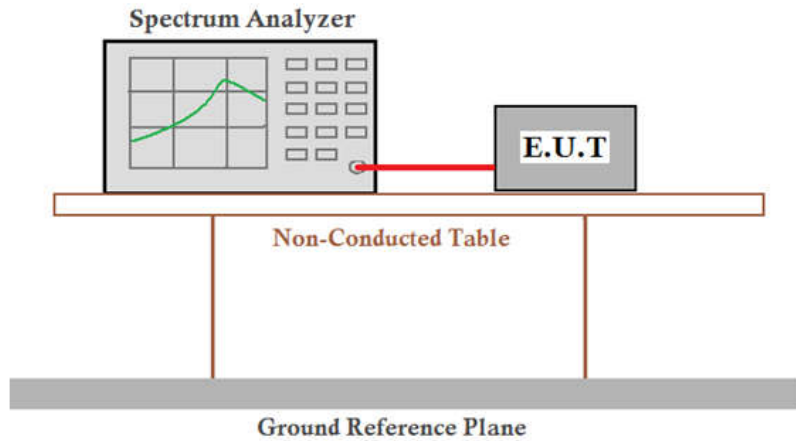 Spectrum Analyzer
E.U.T
Non-Conducted Table
Ground Reference Plane